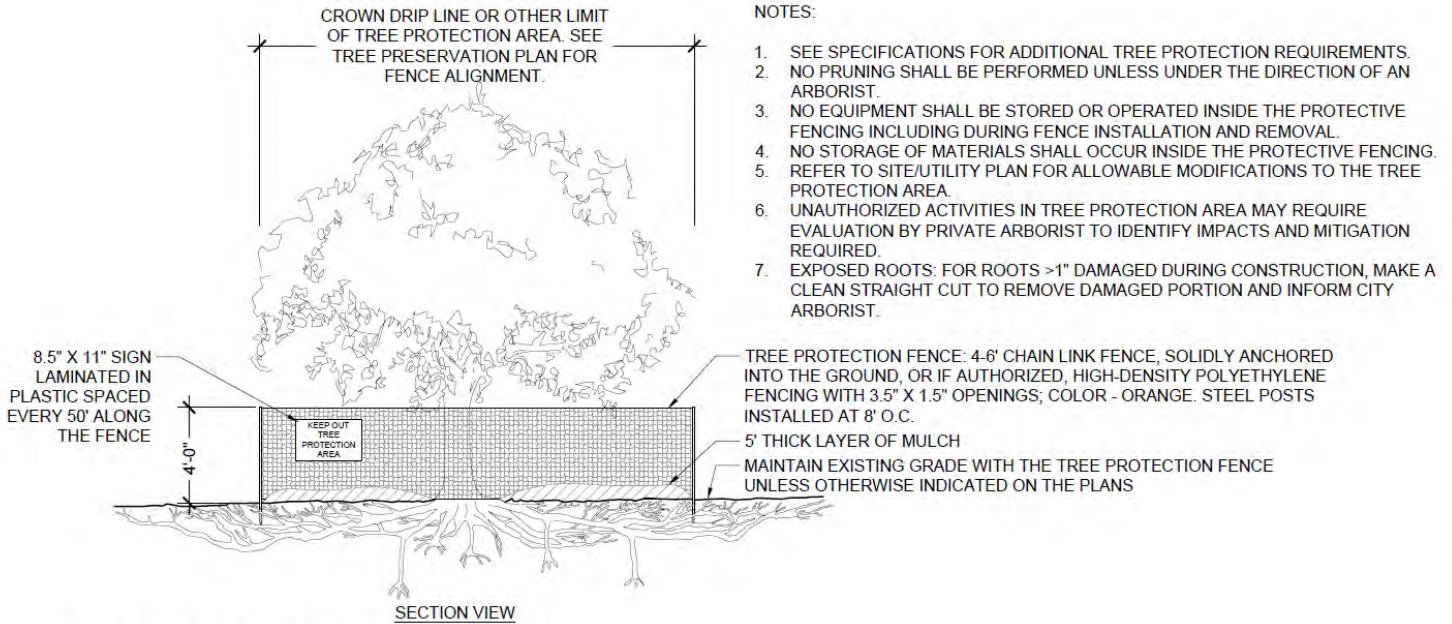 CROWN DRIP LINE OR OTHER LIMIT
OF TREE PROTECTION AREA. SEE
TREE PRESERVATION PLAN FOR
FENCE ALIGNMENT.
NOTES:
1. SEE SPECIFICATIONS FOR ADDITIONAL TREE PROTECTION REQUIREMENTS.
2. NO PRUNING SHALL BE PERFORMED UNLESS UNDER THE DIRECTION OF AN
ARBORIST.
3. NO EQUIPMENT SHALL BE STORED OR OPERATED INSIDE THE PROTECTIVE
FENCING INCLUDING DURING FENCE INSTALLATION AND REMOVAL.
4. NO STORAGE OF MATERIALS SHALL OCCUR INSIDE THE PROTECTIVE FENCING.
5. REFER TO SITE/UTILITY PLAN FOR ALLOWABLE MODIFICATIONS TO THE TREE
PROTECTION AREA.
6. UNAUTHORIZED ACTIVITIES IN TREE PROTECTION AREA MAY REQUIRE
EVALUATION BY PRIVATE ARBORIST TO IDENTIFY IMPACTS AND MITIGATION
REQUIRED.
7. EXPOSED ROOTS: FOR ROOTS >1" DAMAGED DURING CONSTRUCTION, MAKE A
CLEAN STRAIGHT CUT TO REMOVE DAMAGED PORTION AND INFORM CITY
ARBORIST.
8.5" X 11" SIGN
LAMINATED IN
PLASTIC SPACED
EVERY 50' ALONG
THE FENCE
4'-0"
KEEP OUT
TREE
PROTECTION
AREA
TREE PROTECTION FENCE: 4-6' CHAIN LINK FENCE, SOLIDLY ANCHORED
INTO THE GROUND, OR IF AUTHORIZED, HIGH-DENSITY POLYETHYLENE
FENCING WITH 3.5" X 1.5" OPENINGS; COLOR - ORANGE. STEEL POSTS
INSTALLED AT 8' O.C.
5' THICK LAYER OF MULCH
MAINTAIN EXISTING GRADE WITH THE TREE PROTECTION FENCE
UNLESS OTHERWISE INDICATED ON THE PLANS
SECTION VIEW